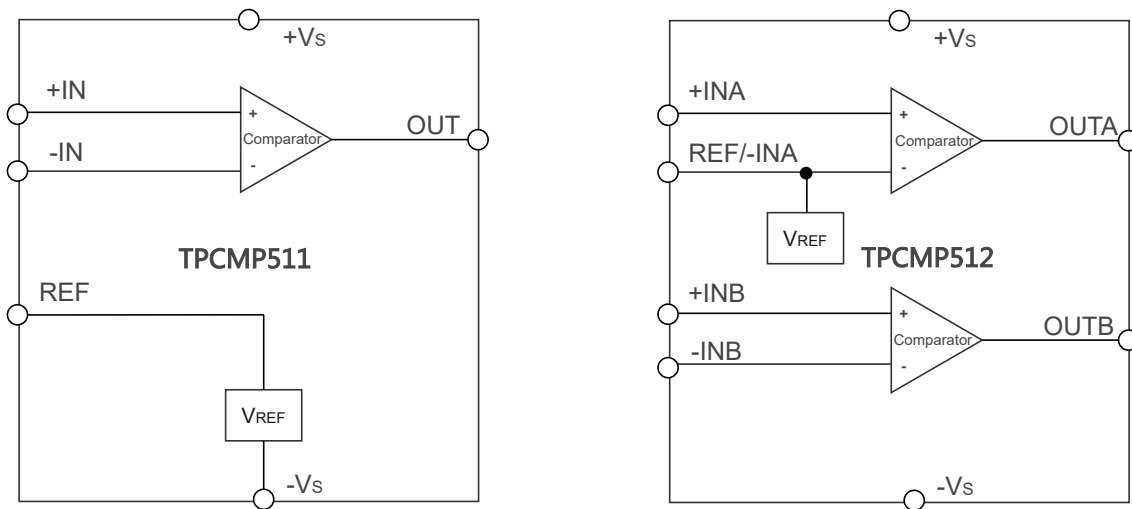 +Vs
+IN
+
Comparator
OUT
-IN
-
TPCMP511
REF
VREF
-Vs
+Vs
+INA
+
Comparator
OUTA
REF/-INA
-
VREF
TPCMP512
+INB
+
Comparator
OUTB
-INB
-
-Vs